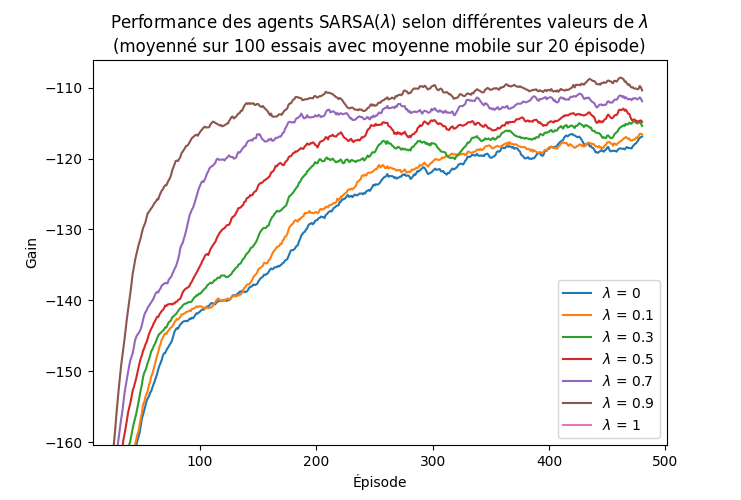 Performance des agents SARSA(λ) selon différentes valeurs de λ
(moyenné sur 100 essais avec moyenne mobile sur 20 épisode)
Gain
−110
−120
−130
−140
−150
−160
λ = 0
λ = 0.1
λ = 0.3
λ = 0.5
λ = 0.7
λ = 0.9
λ = 1
100
200
300
400
500
Épisode